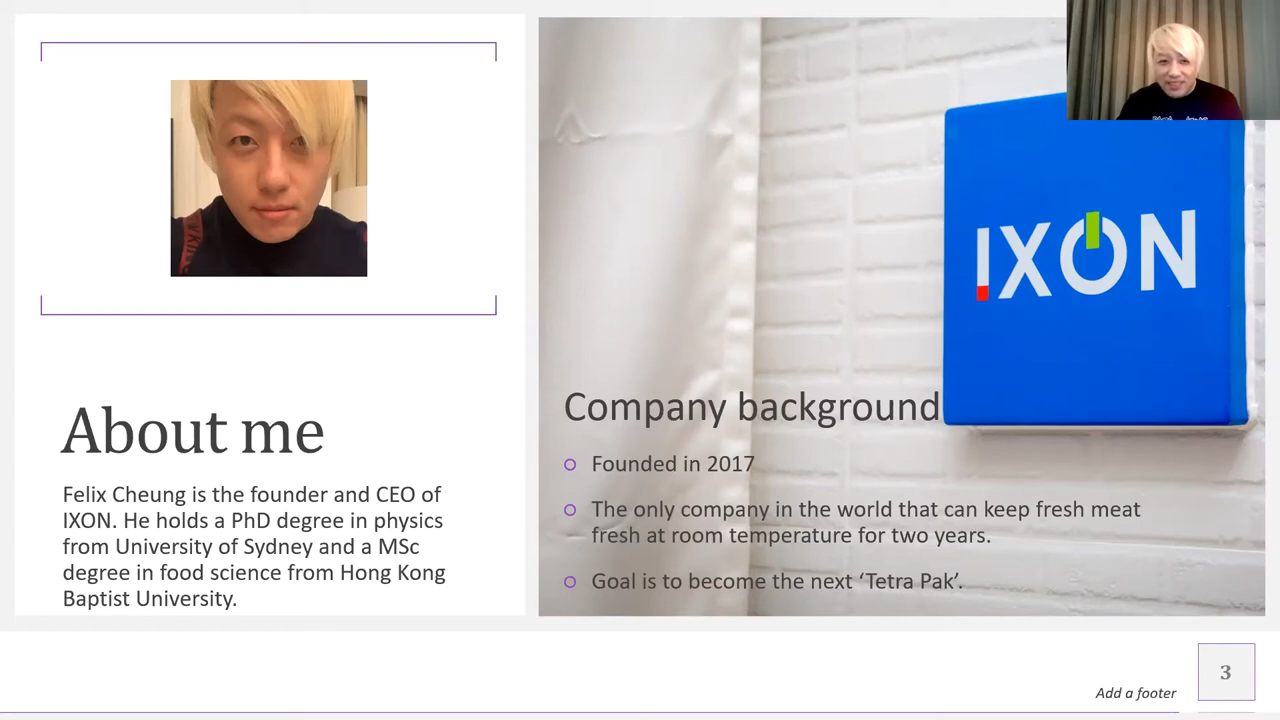 About me
Felix Cheung is the founder and CEO of
IXON. He holds a PhD degree in physics
from University of Sydney and a MSc
degree in food science from Hong Kong
Baptist University.
IXON
Company background
Founded in 2017
The only company in the world that can keep fresh meat
fresh at room temperature for two years.
Goal is to become the next ‘Tetra Pak’.
Add a footer
3